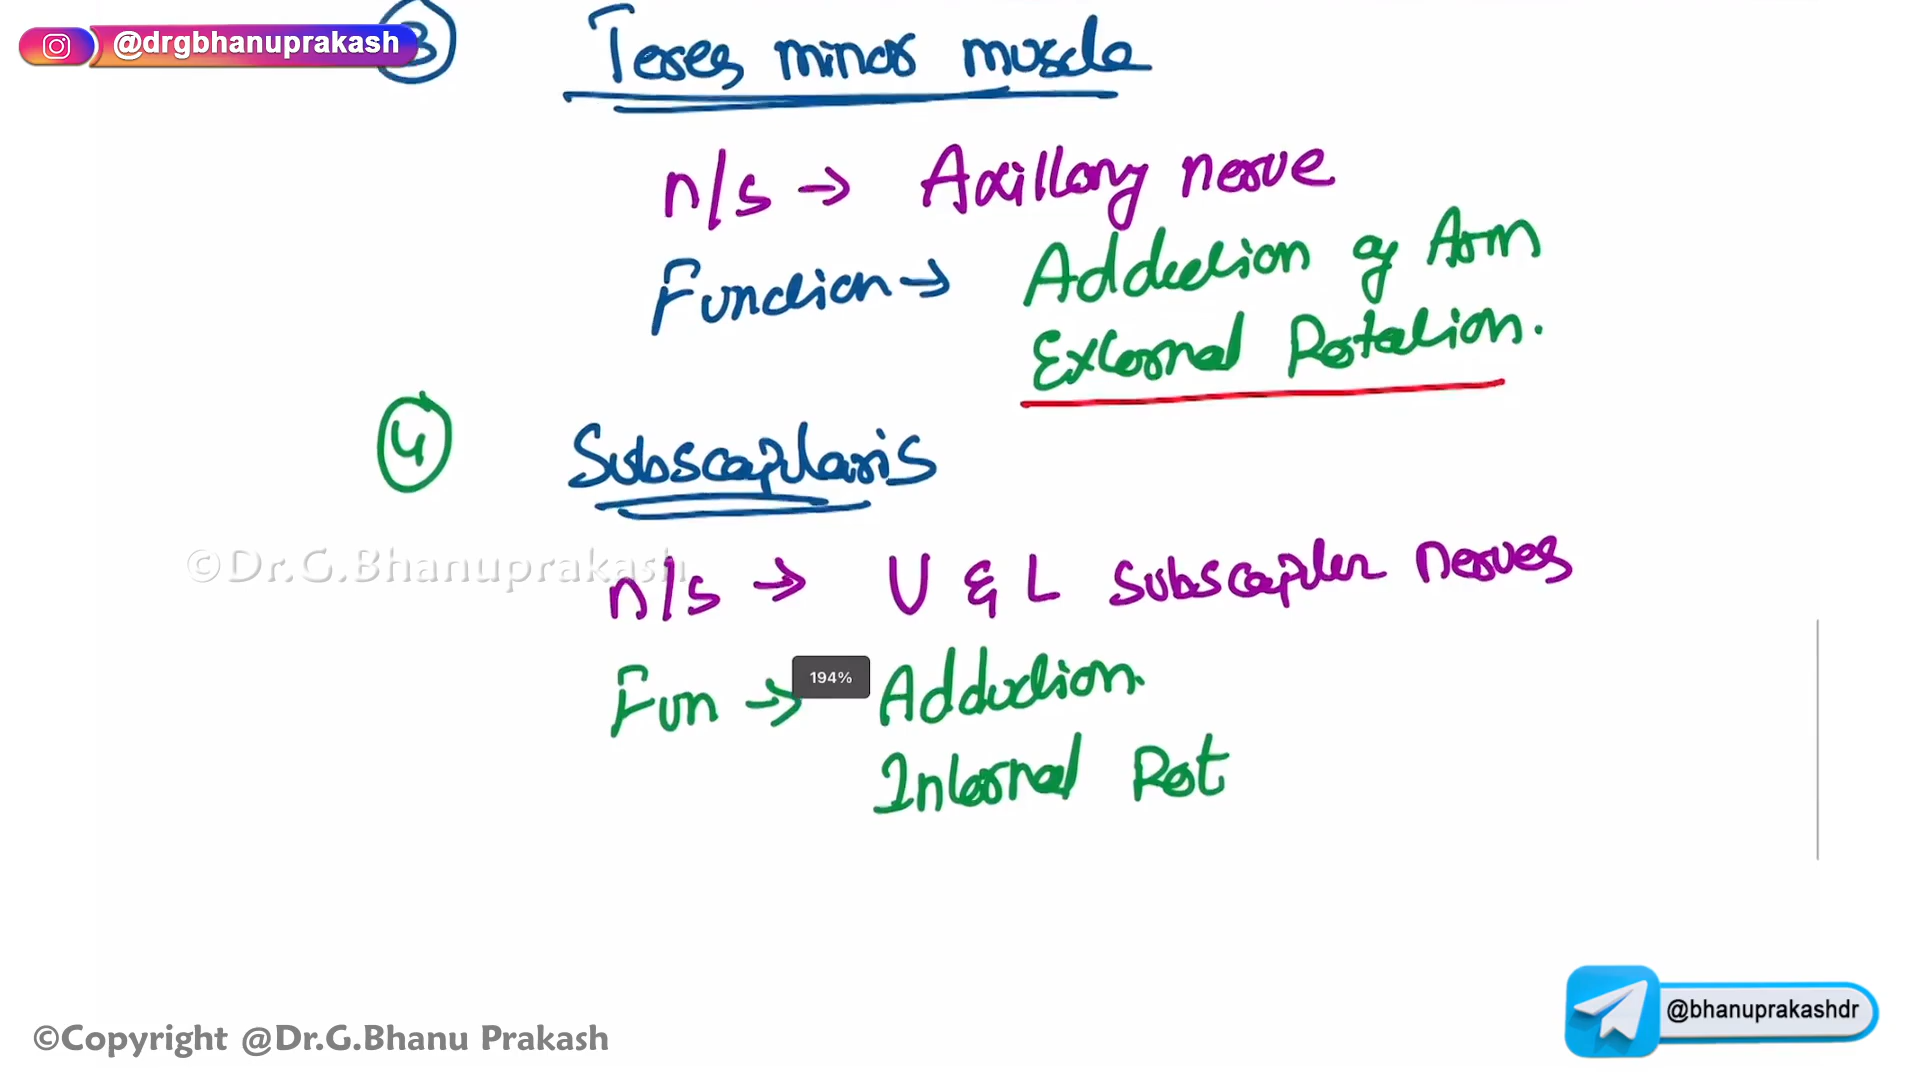 @drgbhanuprakash
3 Teres minor muscle
n/s → Axillary nerve
Function → Adduction of Arm
External Rotation.
4 Subscapularis
©Dr.G.Bhanuprakash
n/s → U & L subscapular nerves
Fun → Adduction.
194%
Internal Rot
@bhanuprakashdr
©Copyright @Dr.G.Bhanu Prakash